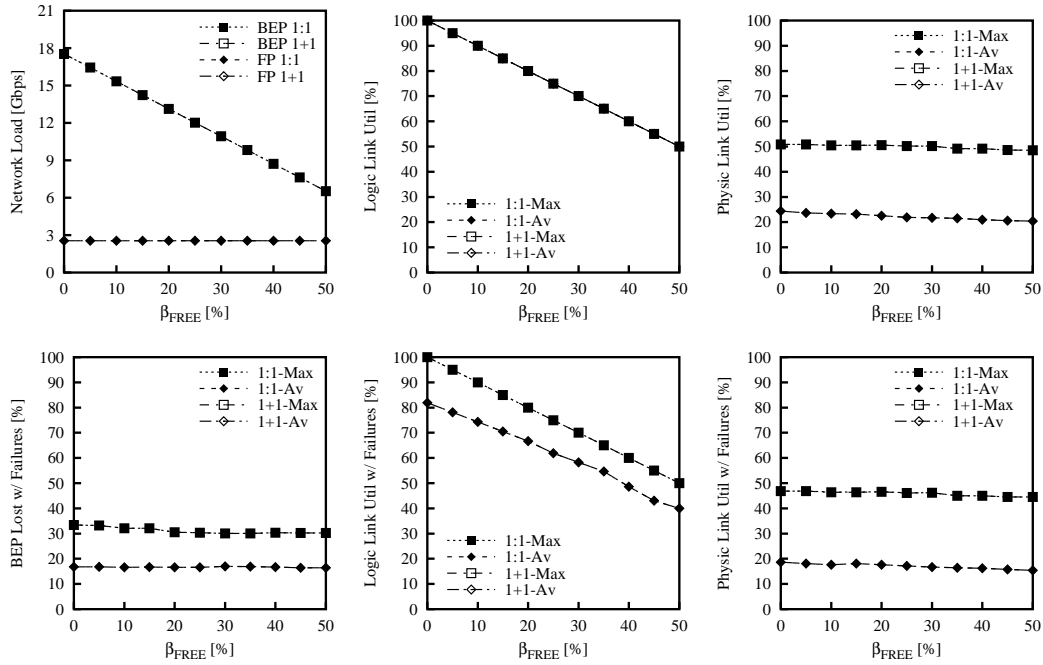 Network Load [Gbps]
21
18
15
12
9
6
3
0
BEP 1:1
BEP 1+1
FP 1:1
FP 1+1
0 10 20 30 40 50
βFREE [%]
Logic Link Util [%]
100
90
80
70
60
50
40
30
20
10
0
1:1-Max
1:1-Av
1+1-Max
1+1-Av
0 10 20 30 40 50
βFREE [%]
Physic Link Util [%]
100
90
80
70
60
50
40
30
20
10
0
1:1-Max
1:1-Av
1+1-Max
1+1-Av
0 10 20 30 40 50
βFREE [%]
BEP Lost w/ Failures [%]
100
90
80
70
60
50
40
30
20
10
0
1:1-Max
1:1-Av
1+1-Max
1+1-Av
0 10 20 30 40 50
βFREE [%]
Logic Link Util w/ Failures [%]
100
90
80
70
60
50
40
30
20
10
0
1:1-Max
1:1-Av
1+1-Max
1+1-Av
0 10 20 30 40 50
βFREE [%]
Physic Link Util w/ Failures [%]
100
90
80
70
60
50
40
30
20
10
0
1:1-Max
1:1-Av
1+1-Max
1+1-Av
0 10 20 30 40 50
βFREE [%]